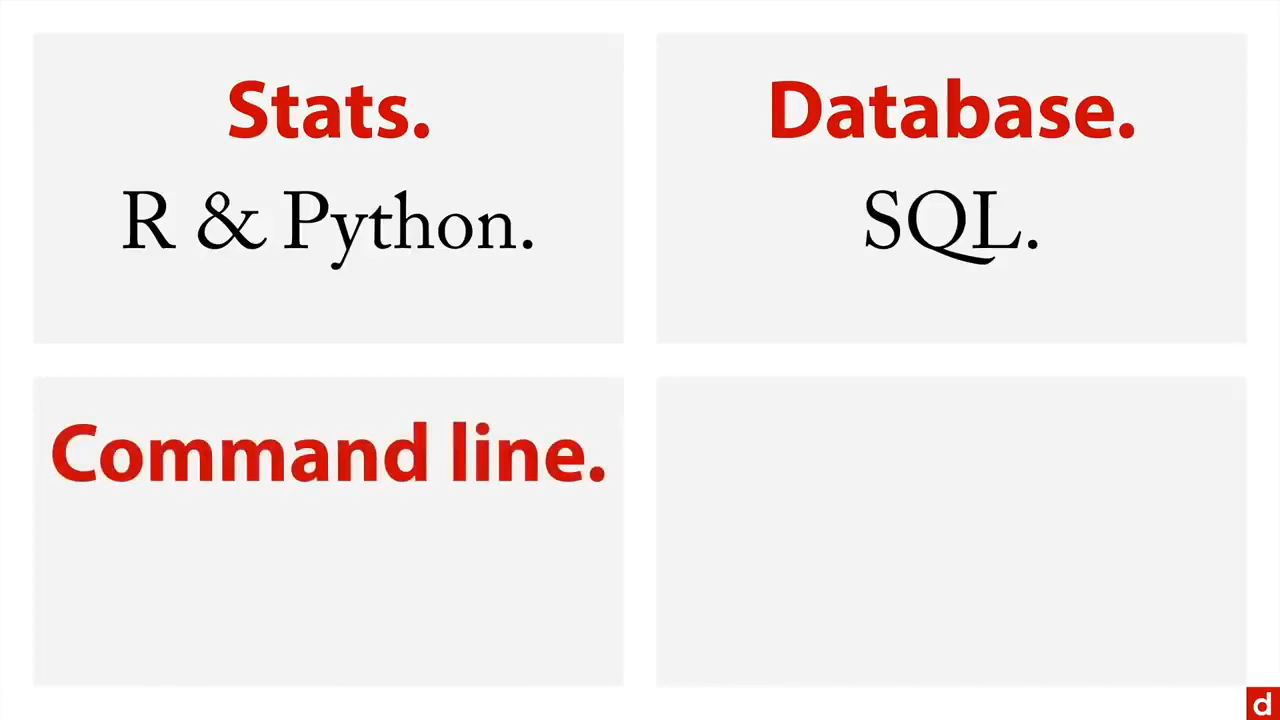 Stats.
R & Python.
Database.
SQL.
Command line.
d